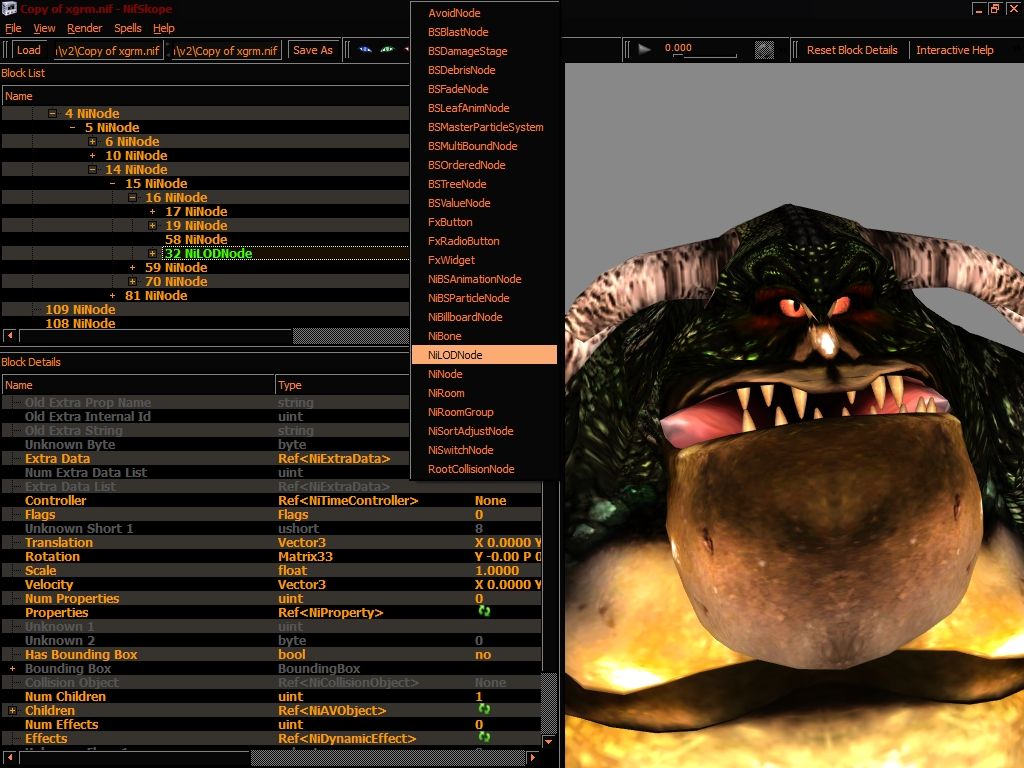 Copy of xgrm.nif - NifSkope
File View Render Spells Help
Load \v2\Copy of xgrm.nif \v2\Copy of xgrm.nif Save As 0.000 Reset Block Details Interactive Help
Block List
Name
4 NiNode
5 NiNode
6 NiNode
10 NiNode
14 NiNode
15 NiNode
16 NiNode
17 NiNode
19 NiNode
58 NiNode
32 NiLODNode
59 NiNode
70 NiNode
81 NiNode
109 NiNode
108 NiNode
AvoidNode
BSBlastNode
BSDamageStage
BSDebrisNode
BSFadeNode
BSLeafAnimNode
BSMasterParticleSystem
BSMultiBoundNode
BSOrderedNode
BSTreeNode
BSValueNode
FxButton
FxRadioButton
FxWidget
NiBSAnimationNode
NiBSParticleNode
NiBillboardNode
NiBone
NiLODNode
NiNode
NiRoom
NiRoomGroup
NiSortAdjustNode
NiSwitchNode
RootCollisionNode
Block Details
Name Type
Old Extra Prop Name string
Old Extra Internal Id uint
Old Extra String string
Unknown Byte byte
Extra Data Ref<NiExtraData>
Num Extra Data List uint
Extra Data List Ref<NiExtraData>
Controller Ref<NiTimeController> None
Flags Flags 0
Unknown Short 1 ushort 8
Translation Vector3 X 0.0000 Y
Rotation Matrix33 Y -0.00 P 0
Scale float 1.0000
Velocity Vector3 X 0.0000 Y
Num Properties uint 0
Properties Ref<NiProperty>
Unknown 1 uint
Unknown 2 byte 0
Has Bounding Box bool no
Bounding Box BoundingBox
Collision Object Ref<NiCollisionObject> None
Num Children uint 1
Children Ref<NiAVObject>
Num Effects uint 0
Effects Ref<NiDynamicEffect>